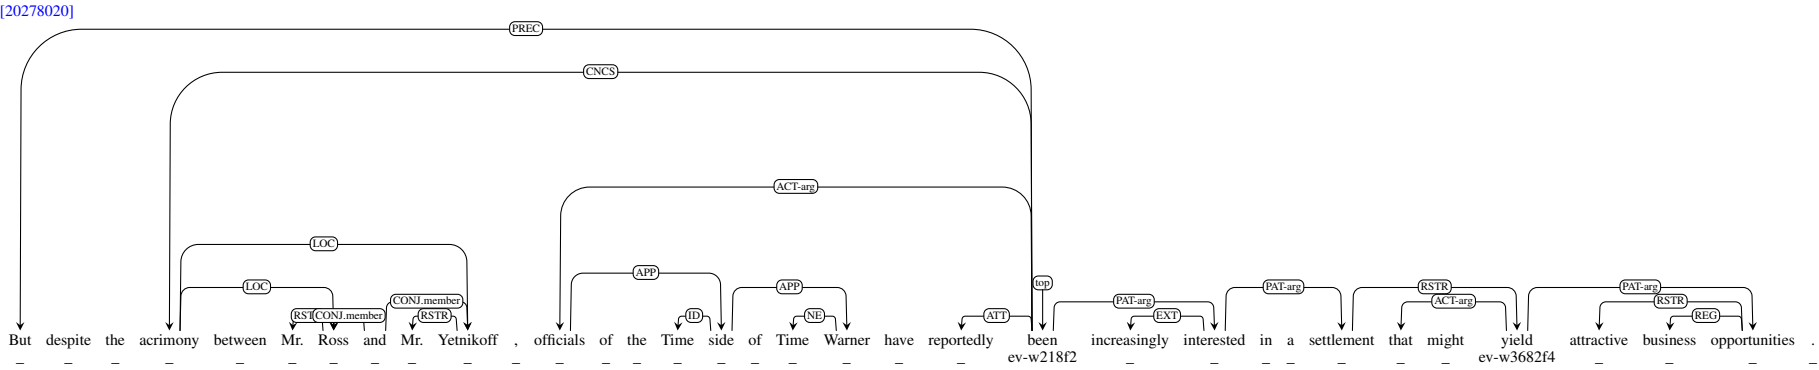 [20278020]
PREC
CNCS
ACT-arg
LOC
APP
top
LOC APP PAT-arg RSTR PAT-arg
CONJ.member PAT-arg ACT-arg RSTR
RST CONJ.member RSTR ID NE ATT EXT REG
But despite the acrimony between Mr. Ross and Mr. Yetnikoff , officials of the Time side of Time Warner have reportedly been increasingly interested in a settlement that might yield attractive business opportunities .
_ _ _ _ _ _ _ _ _ _ _ _ _ _ _ _ _ _ _ _ _ ev-w218f2 _ _ _ _ _ _ _ ev-w3682f4 _ _ _ _